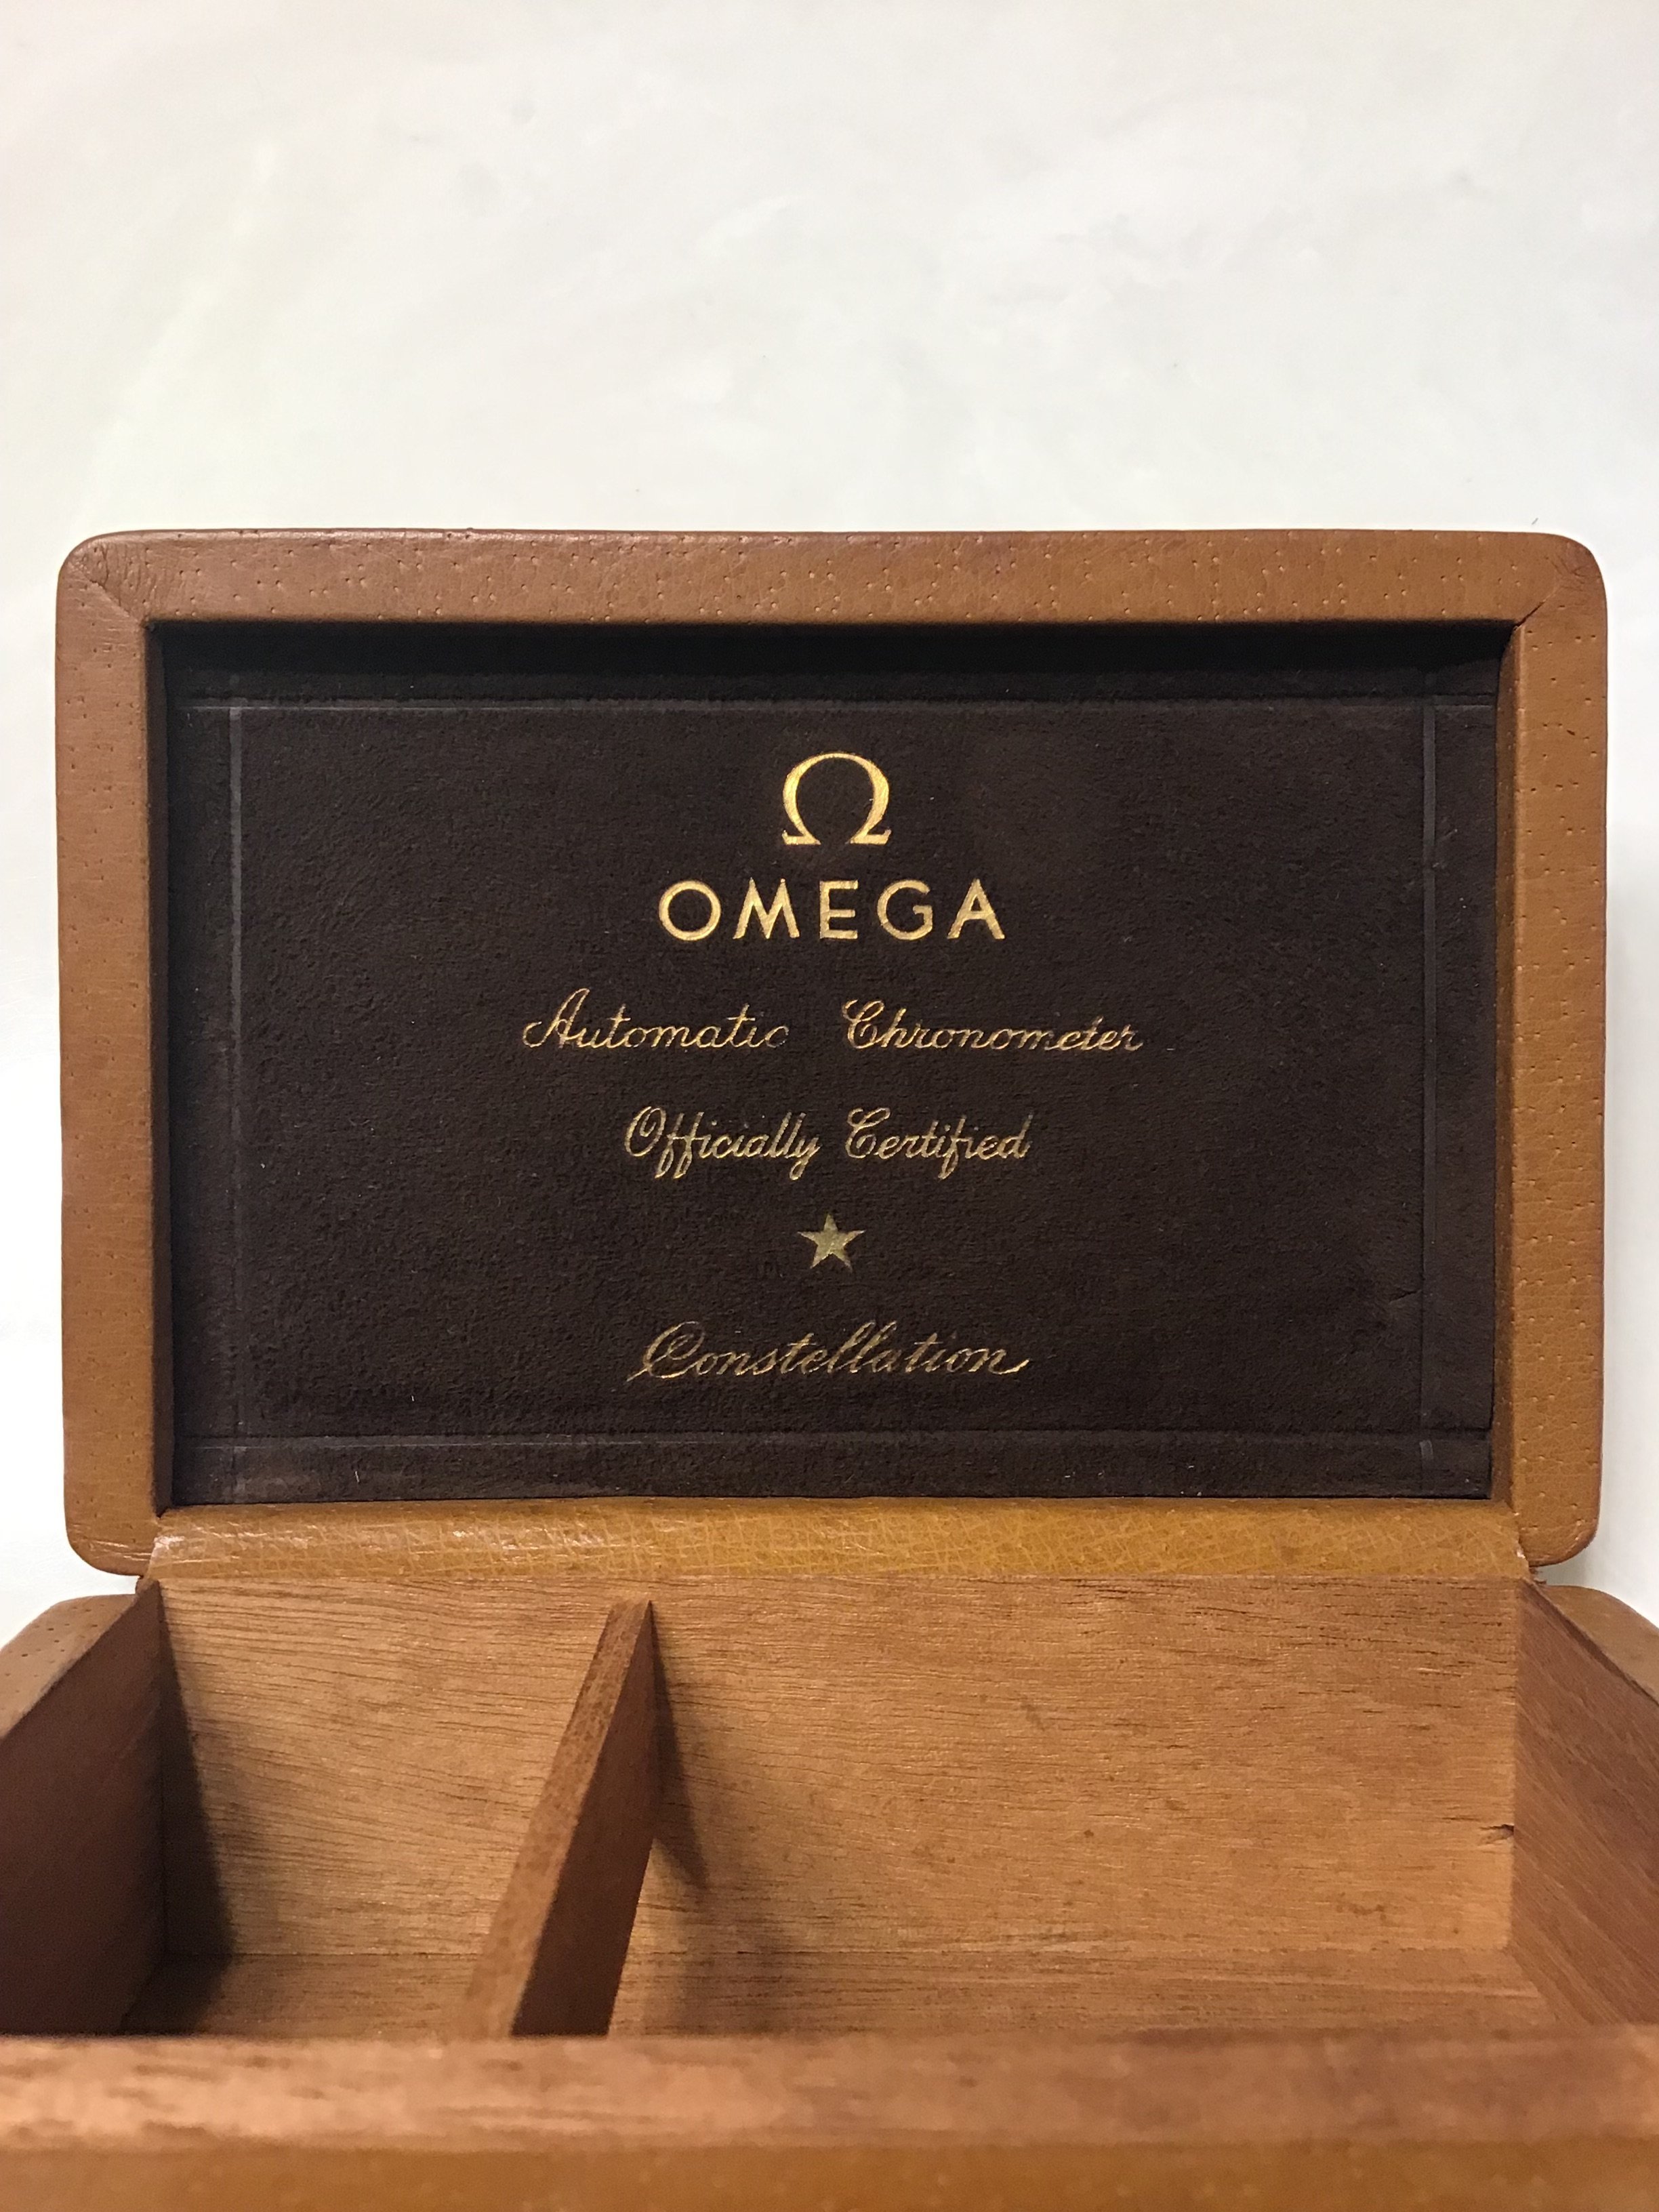 Ω
OMEGA
Automatic Chronometer
Officially Certified
★
Constellation